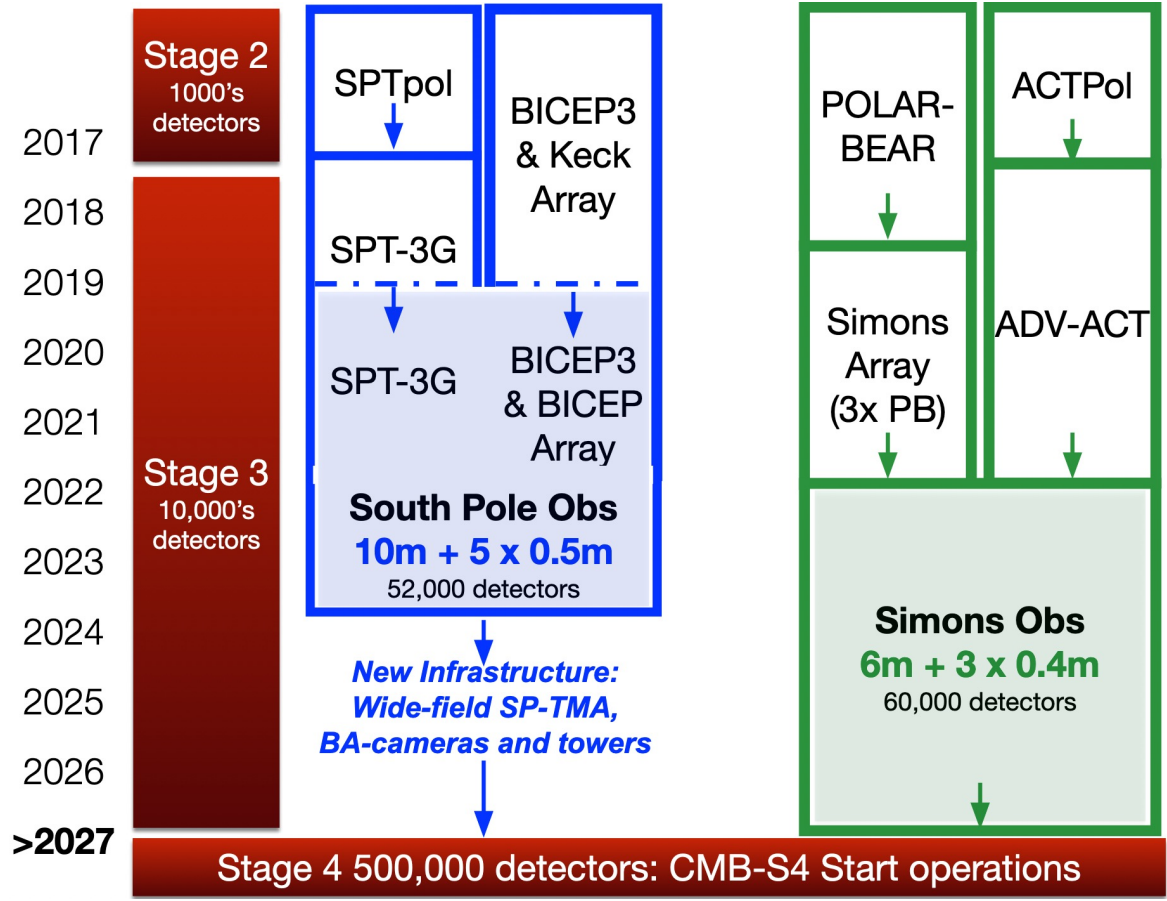 Stage 2
1000's
detectors
2017
2018
2019
2020
2021
2022
2023
2024
2025
2026
>2027
Stage 3
10,000's
detectors
SPTpol
SPT-3G
SPT-3G
BICEP3
& Keck
Array
BICEP3
& BICEP
Array
South Pole Obs
10m + 5 x 0.5m
52,000 detectors
New Infrastructure:
Wide-field SP-TMA,
BA-cameras and towers
POLAR-
BEAR
Simons
Array
(3x PB)
ACTPol
ADV-ACT
Simons Obs
6m + 3 x 0.4m
60,000 detectors
Stage 4 500,000 detectors: CMB-S4 Start operations